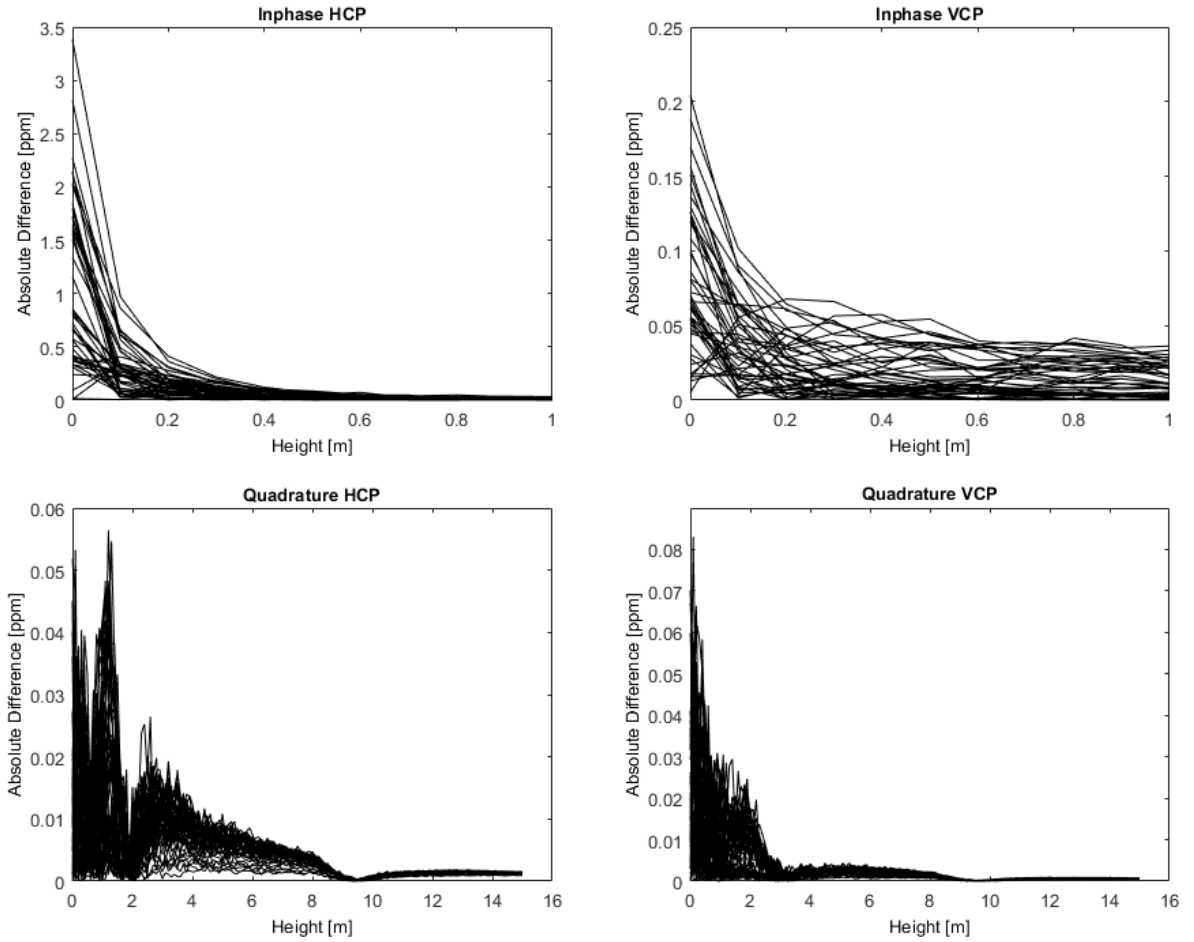 Inphase HCP
Absolute Difference [ppm]
3.5
3
2.5
2
1.5
1
0.5
0
0 0.2 0.4 0.6 0.8 1
Height [m]
Inphase VCP
Absolute Difference [ppm]
0.25
0.2
0.15
0.1
0.05
0
0 0.2 0.4 0.6 0.8 1
Height [m]
Quadrature HCP
Absolute Difference [ppm]
0.06
0.05
0.04
0.03
0.02
0.01
0
0 2 4 6 8 10 12 14 16
Height [m]
Quadrature VCP
Absolute Difference [ppm]
0.08
0.07
0.06
0.05
0.04
0.03
0.02
0.01
0
0 2 4 6 8 10 12 14 16
Height [m]